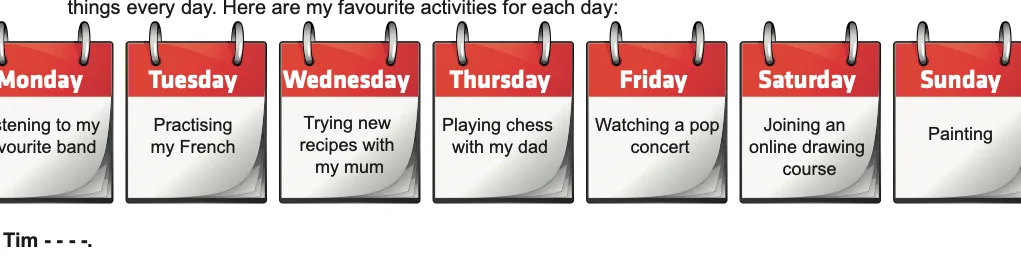 things every day. Here are my favourite activities for each day:
Monday
stening to my
vourite band
Tuesday
Practising
my French
Wednesday
Trying new
recipes with
my mum
Thursday
Playing chess
with my dad
Friday
Watching a pop
concert
Saturday
Joining an
online drawing
course
Sunday
Painting
Tim - - - -.